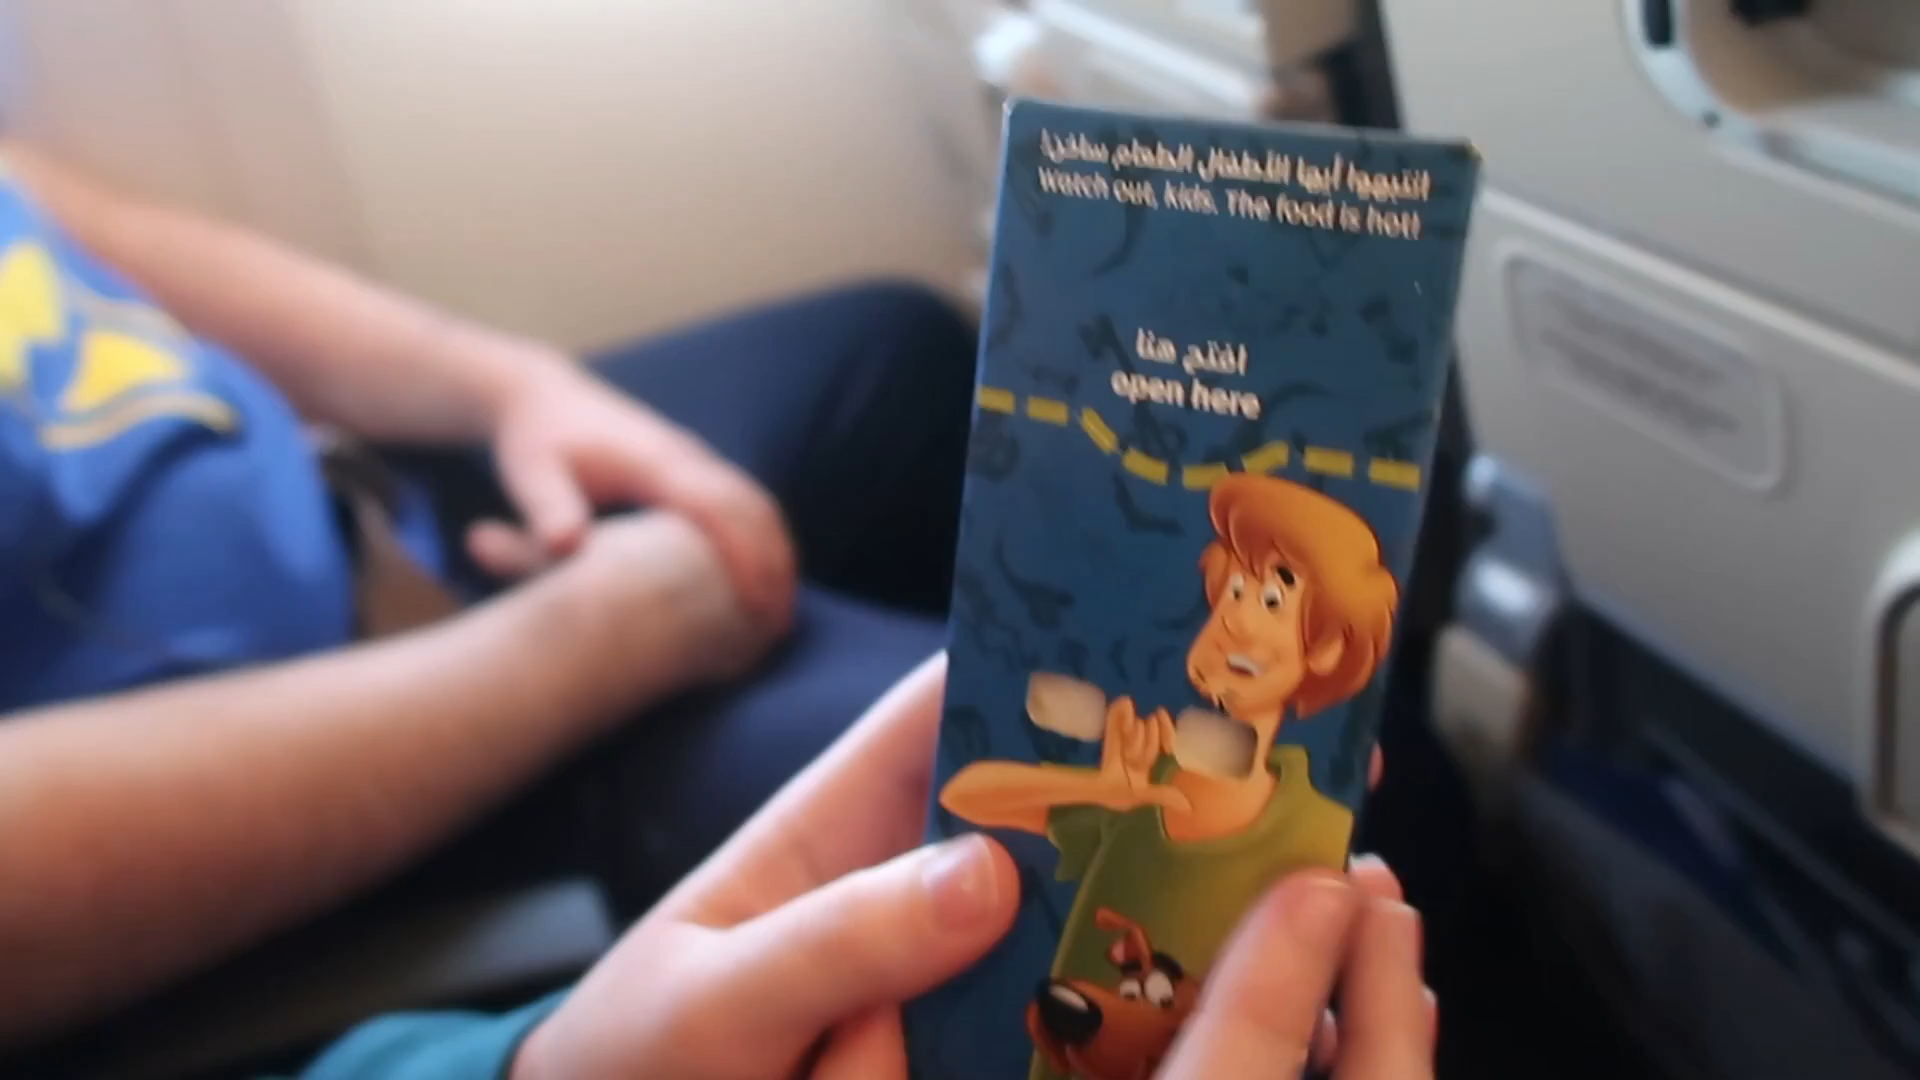 انتبهوا أيها الأطفال الطعام ساخن!
Watch out, kids. The food is hot!
افتح هنا
open here